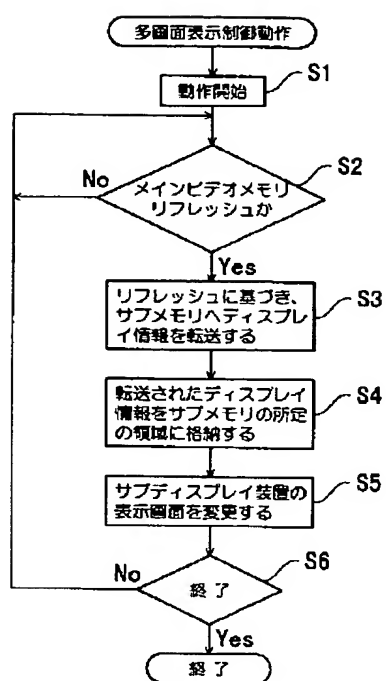 多画面表示制御動作
S1
動作開始
S2
No
メインビデオメモリ
リフレッシュか
Yes
リフレッシュに基づき、
サブメモリへディスプレ
イ情報を転送する
S3
転送されたディスプレイ
情報をサブメモリの所定
の領域に格納する
S4
サブディスプレイ装置の
表示画面を変更する
S5
No
終了
S6
Yes
終了